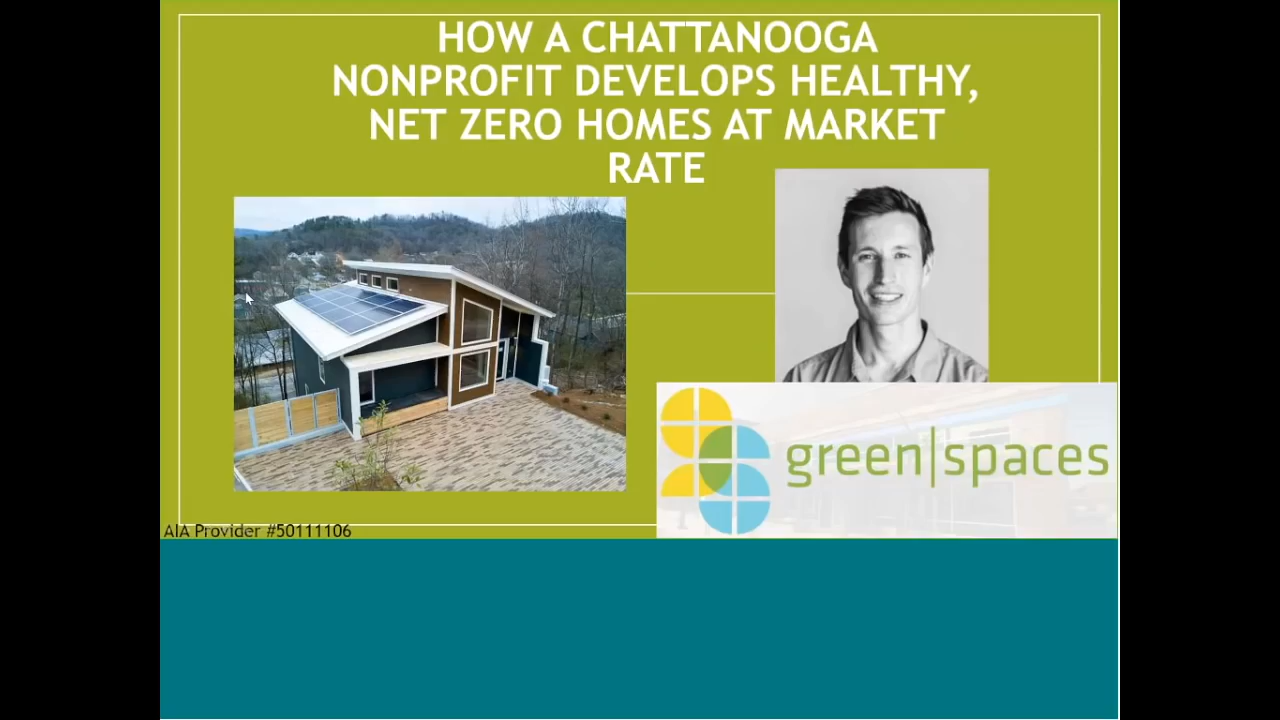 HOW A CHATTANOOGA
NONPROFIT DEVELOPS HEALTHY,
NET ZERO HOMES AT MARKET
RATE
green|spaces
AIA Provider #50111106